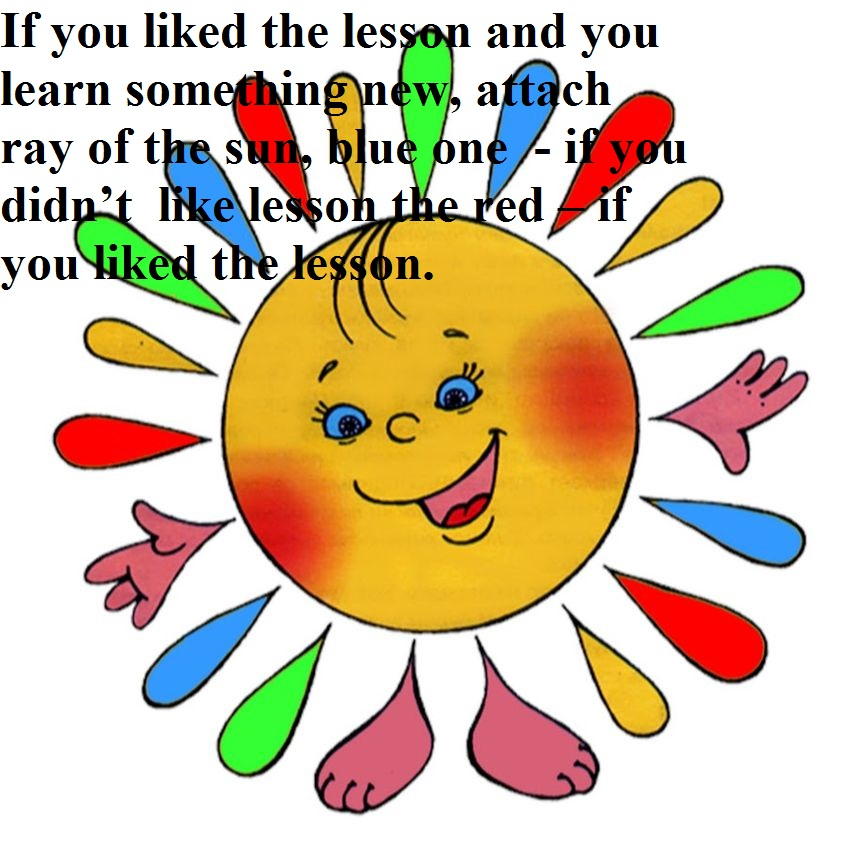 If you liked the lesson and you
learn something new, attach
ray of the sun, blue one  - if you
didn’t  like lesson the red – if
you liked the lesson.